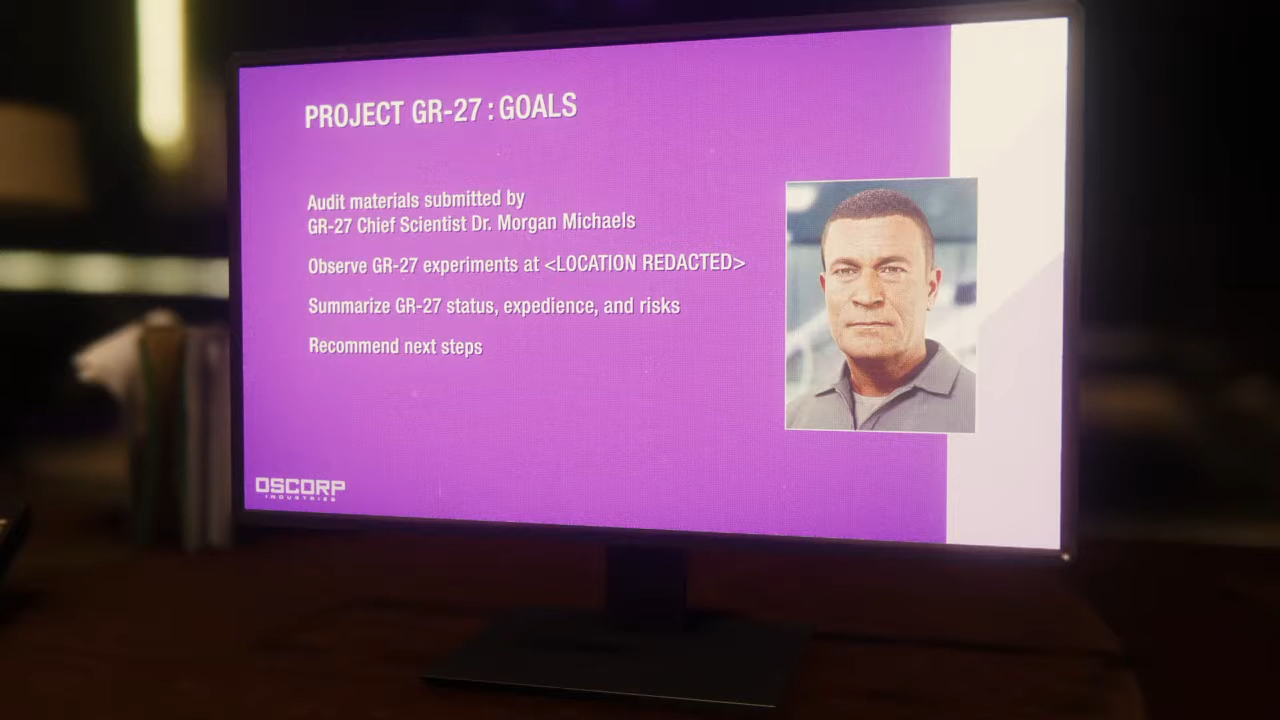 PROJECT GR-27 : GOALS
Audit materials submitted by
GR-27 Chief Scientist Dr. Morgan Michaels
Observe GR-27 experiments at <LOCATION REDACTED>
Summarize GR-27 status, expedience, and risks
Recommend next steps
OSCORP
INDUSTRIES